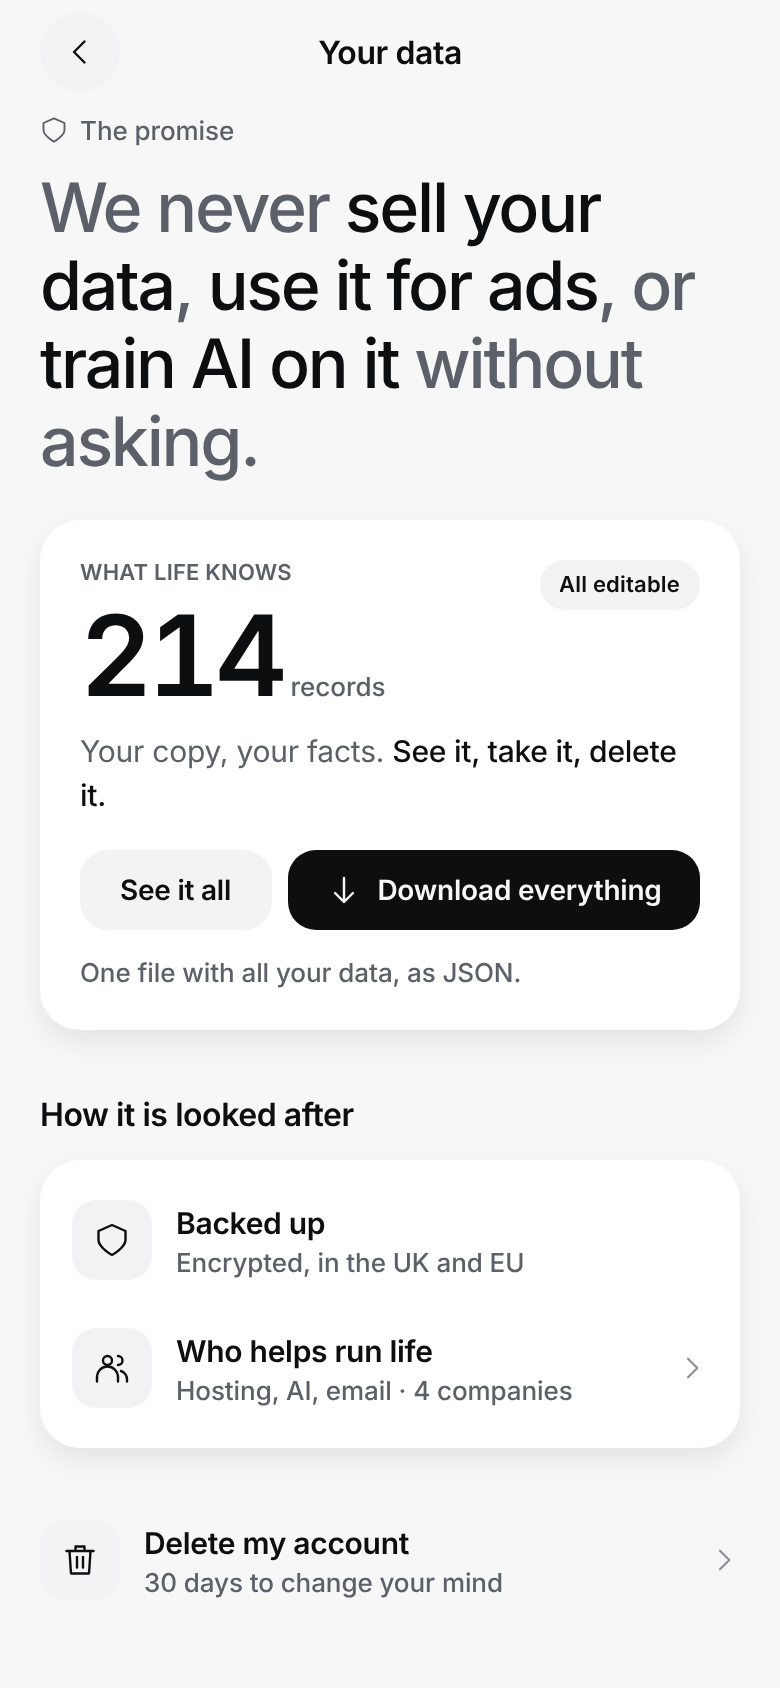 Your data
The promise
We never sell your
data, use it for ads, or
train AI on it without
asking.
WHAT LIFE KNOWS
All editable
214 records
Your copy, your facts. See it, take it, delete
it.
See it all
Download everything
One file with all your data, as JSON.
How it is looked after
Backed up
Encrypted, in the UK and EU
Who helps run life
Hosting, AI, email · 4 companies
Delete my account
30 days to change your mind